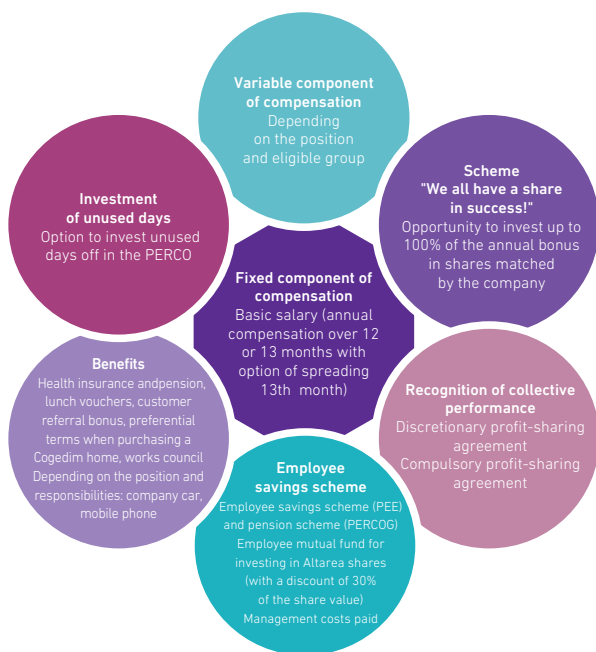 Variable component
of compensation
Depending
on the position
and eligible group
Investment
of unused days
Option to invest unused
days off in the PERCO
Scheme
"We all have a share
in success!"
Opportunity to invest up to
100% of the annual bonus
in shares matched
by the company
Fixed component of
compensation
Basic salary (annual
compensation over 12
or 13 months with
option of spreading
13th month)
Benefits
Health insurance andpension,
lunch vouchers, customer
referral bonus, preferential
terms when purchasing a
Cogedim home, works council
Depending on the position and
responsibilities: company car,
mobile phone
Recognition of collective
performance
Discretionary profit-sharing
agreement
Compulsory profit-sharing
agreement
Employee
savings scheme
Employee savings scheme (PEE)
and pension scheme (PERCOG)
Employee mutual fund for
investing in Altarea shares
(with a discount of 30%
of the share value)
Management costs paid